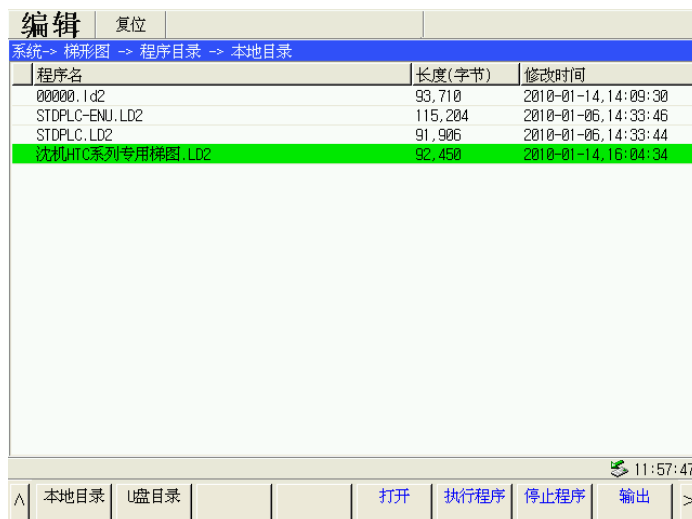 编辑 复位
系统-> 梯形图 -> 程序目录 -> 本地目录
程序名 长度(字节) 修改时间
00000.ld2 93,710 2010-01-14,14:09:30
STDPLC-ENU.LD2 115,204 2010-01-06,14:33:46
STDPLC.LD2 91,906 2010-01-06,14:33:44
沈机HTC系列专用梯图.LD2 92,450 2010-01-14,16:04:34
11:57:47
∧ 本地目录 U盘目录 打开 执行程序 停止程序 输出 >